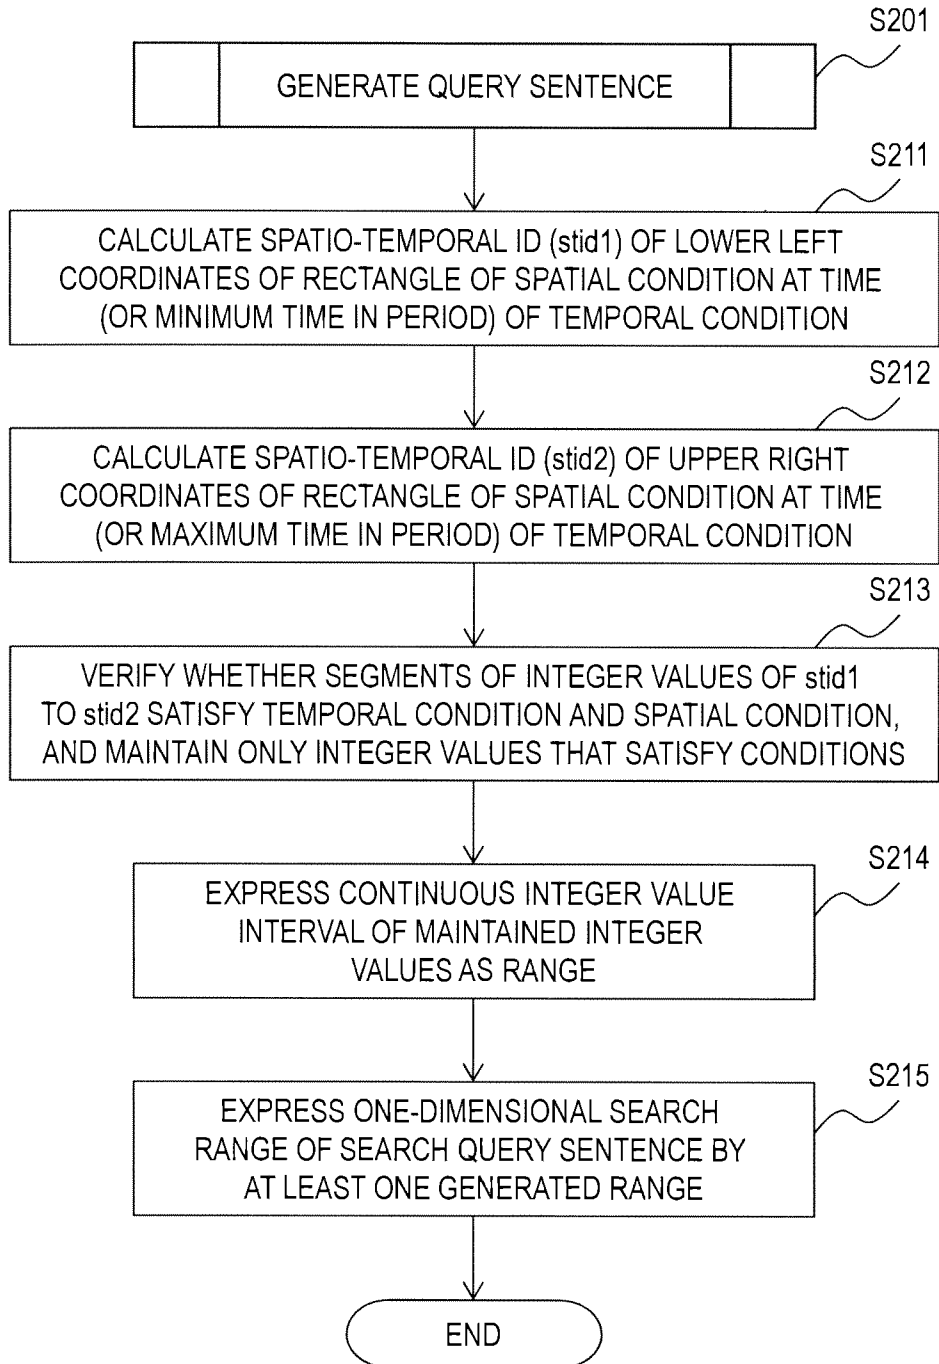 S201
GENERATE QUERY SENTENCE
S211
CALCULATE SPATIO-TEMPORAL ID (stid1) OF LOWER LEFT
COORDINATES OF RECTANGLE OF SPATIAL CONDITION AT TIME
(OR MINIMUM TIME IN PERIOD) OF TEMPORAL CONDITION
S212
CALCULATE SPATIO-TEMPORAL ID (stid2) OF UPPER RIGHT
COORDINATES OF RECTANGLE OF SPATIAL CONDITION AT TIME
(OR MAXIMUM TIME IN PERIOD) OF TEMPORAL CONDITION
S213
VERIFY WHETHER SEGMENTS OF INTEGER VALUES OF stid1
TO stid2 SATISFY TEMPORAL CONDITION AND SPATIAL CONDITION,
AND MAINTAIN ONLY INTEGER VALUES THAT SATISFY CONDITIONS
S214
EXPRESS CONTINUOUS INTEGER VALUE
INTERVAL OF MAINTAINED INTEGER
VALUES AS RANGE
S215
EXPRESS ONE-DIMENSIONAL SEARCH
RANGE OF SEARCH QUERY SENTENCE BY
AT LEAST ONE GENERATED RANGE
END